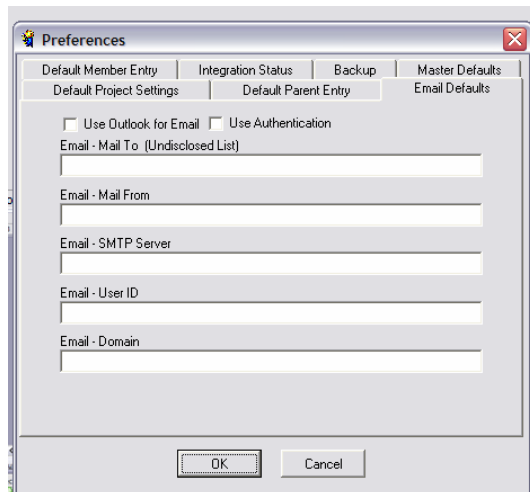 Preferences
Default Member Entry Integration Status Backup Master Defaults
Default Project Settings Default Parent Entry Email Defaults
Use Outlook for Email Use Authentication
Email - Mail To (Undisclosed List)
Email - Mail From
Email - SMTP Server
Email - User ID
Email - Domain
OK Cancel